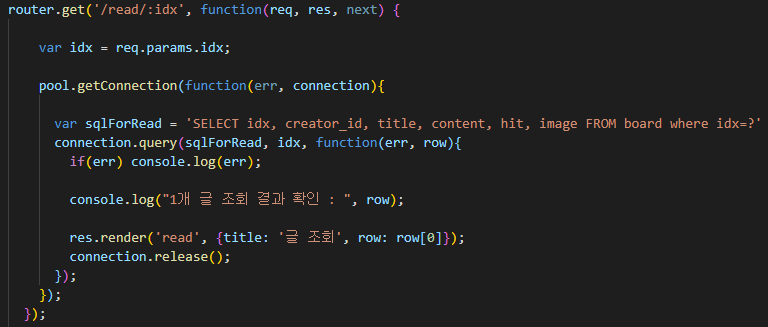 router.get('/read/:idx', function(req, res, next) {
var idx = req.params.idx;
pool.getConnection(function(err, connection){
var sqlForRead = 'SELECT idx, creator_id, title, content, hit, image FROM board where idx=?'
connection.query(sqlForRead, idx, function(err, row){
if(err) console.log(err);
console.log("1개 글 조회 결과 확인 : ", row);
res.render('read', {title: '글 조회', row: row[0]});
connection.release();
});
});
});